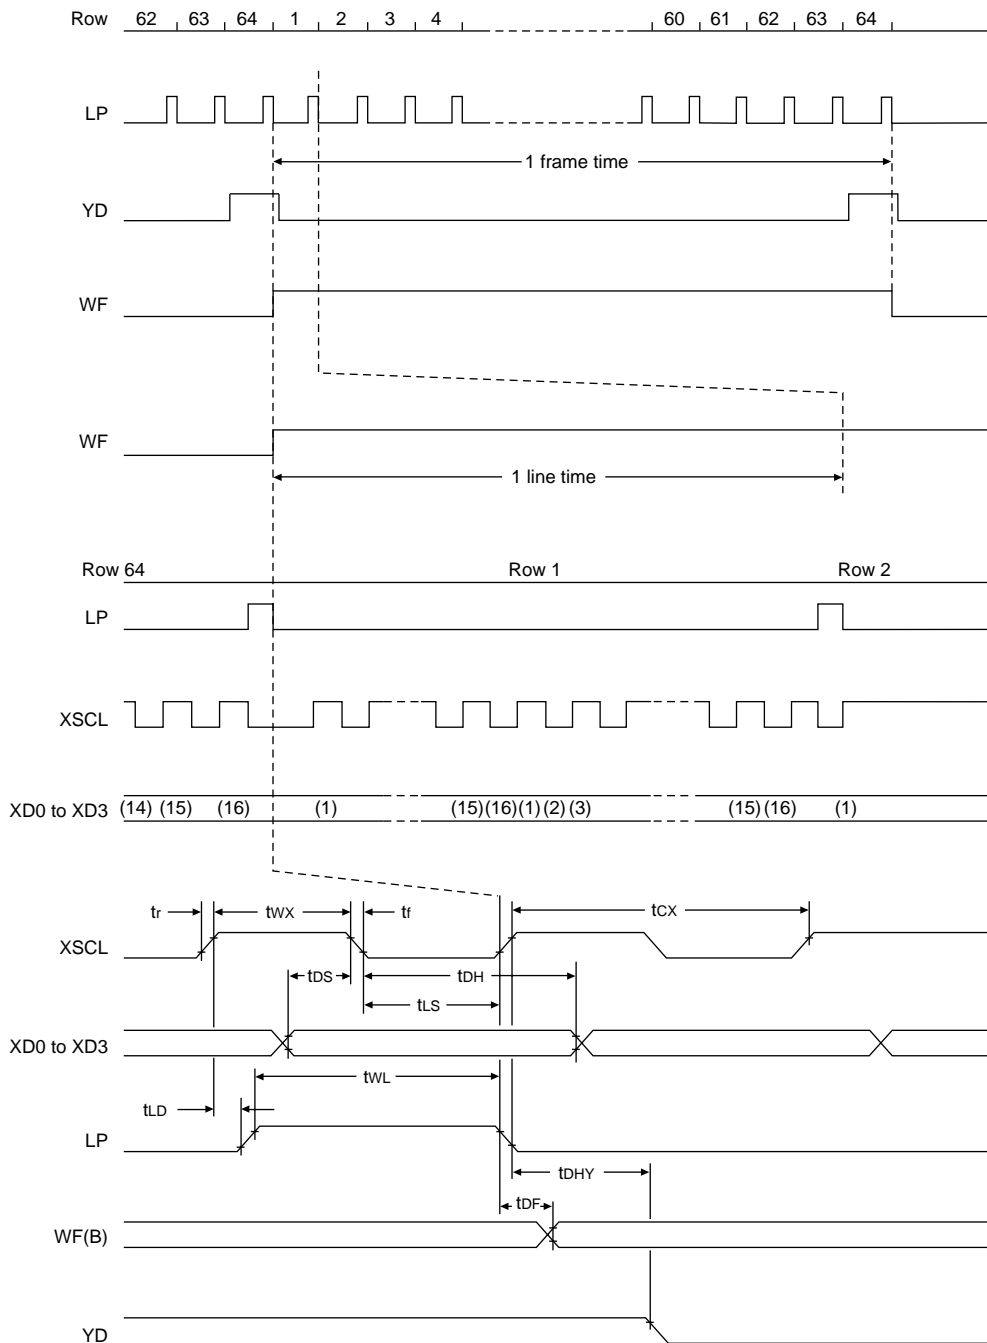 Row 62 63 64 1 2 3 4 60 61 62 63 64
LP
1 frame time
YD
WF
WF
1 line time
Row 64 Row 1 Row 2
LP
XSCL
XD0 to XD3 (14) (15) (16) (1) (15) (16) (1) (2) (3) (15) (16) (1)
tr tWX tf tCX
XSCL
tDS tDH
tLS
XD0 to XD3
tWL
tLD
LP
tDHY
tDF
WF(B)
YD